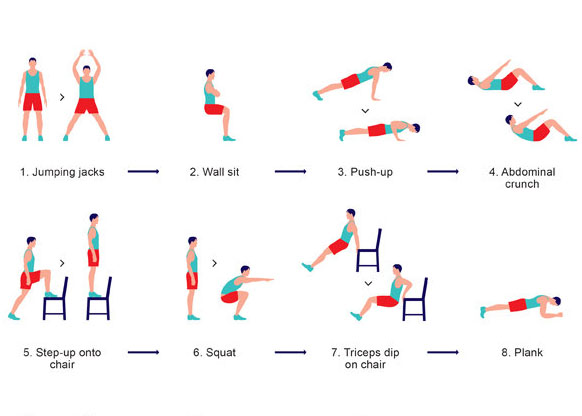 1. Jumping jacks
2. Wall sit
3. Push-up
4. Abdominal
crunch
5. Step-up onto
chair
6. Squat
7. Triceps dip
on chair
8. Plank